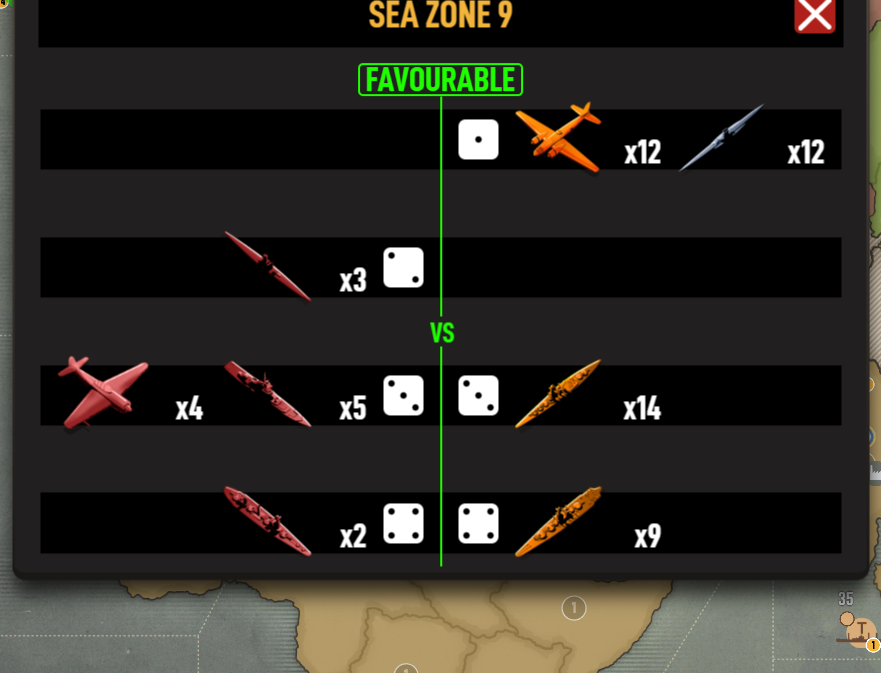 SEA ZONE 9
FAVOURABLE
x12 x12
x3
VS
x4 x5 x14
x2 x9
1
35
T
1